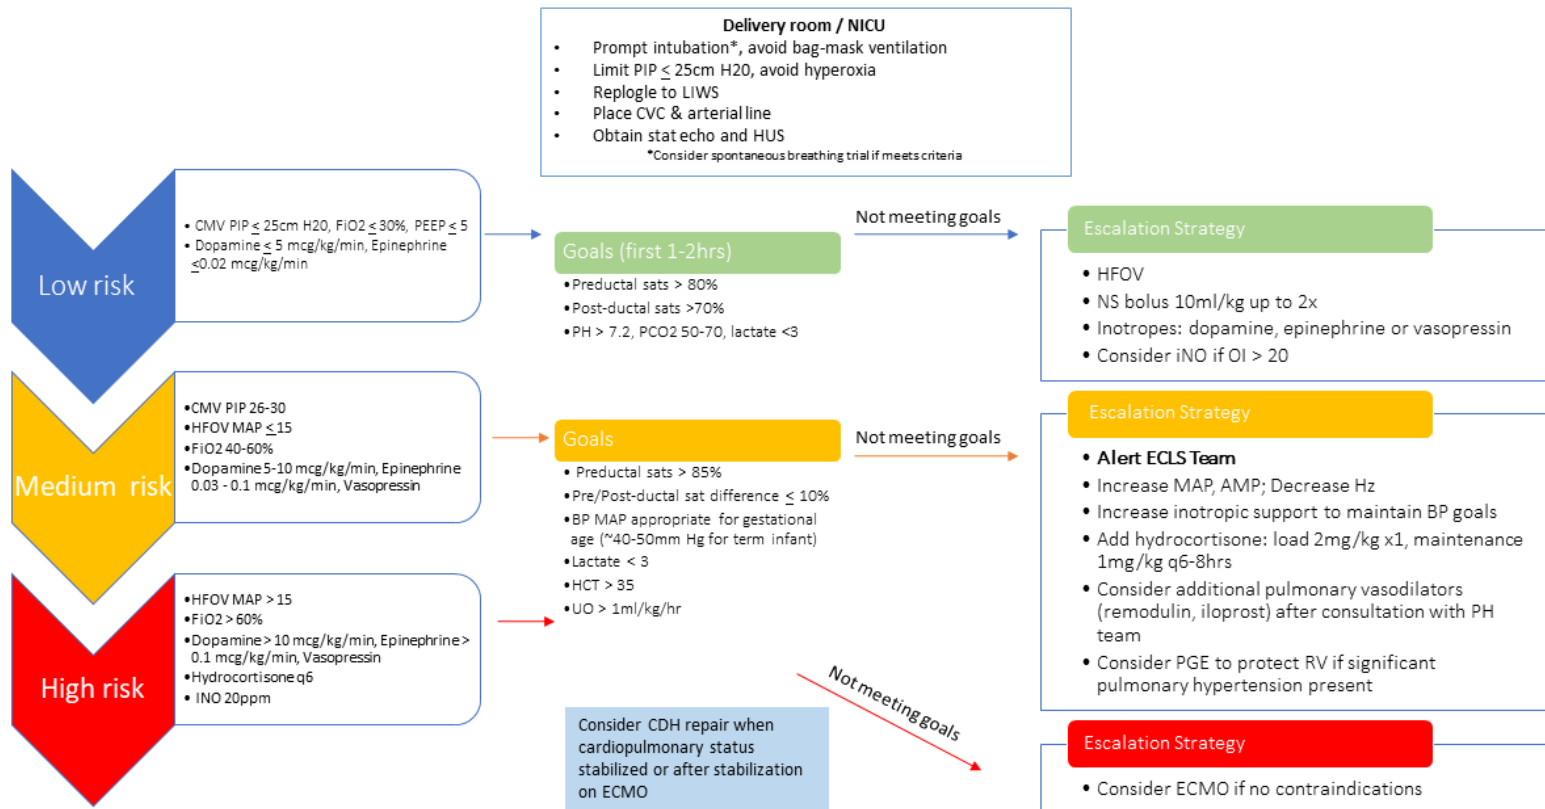 Delivery room / NICU
• Prompt intubation*, avoid bag-mask ventilation
• Limit PIP ≤ 25cm H20, avoid hyperoxia
• Replogle to LIWS
• Place CVC & arterial line
• Obtain stat echo and HUS
*Consider spontaneous breathing trial if meets criteria
Low risk
• CMV PIP ≤ 25cm H20, FiO2 ≤ 30%, PEEP ≤ 5
• Dopamine ≤ 5 mcg/kg/min, Epinephrine
≤0.02 mcg/kg/min
Goals (first 1-2hrs)
•Preductal sats > 80%
•Post-ductal sats >70%
•PH > 7.2, PCO2 50-70, lactate <3
Not meeting goals
Escalation Strategy
• HFOV
• NS bolus 10ml/kg up to 2x
• Inotropes: dopamine, epinephrine or vasopressin
• Consider iNO if OI > 20
Medium risk
•CMV PIP 26-30
•HFOV MAP ≤15
•FiO2 40-60%
•Dopamine 5-10 mcg/kg/min, Epinephrine
0.03 - 0.1 mcg/kg/min, Vasopressin
Goals
• Preductal sats > 85%
•Pre/Post-ductal sat difference ≤ 10%
•BP MAP appropriate for gestational
age (~40-50mm Hg for term infant)
•Lactate < 3
•HCT > 35
•UO > 1ml/kg/hr
Not meeting goals
Escalation Strategy
• Alert ECLS Team
• Increase MAP, AMP; Decrease Hz
• Increase inotropic support to maintain BP goals
• Add hydrocortisone: load 2mg/kg x1, maintenance
1mg/kg q6-8hrs
• Consider additional pulmonary vasodilators
(remodulin, iloprost) after consultation with PH
team
• Consider PGE to protect RV if significant
pulmonary hypertension present
High risk
•HFOV MAP > 15
•FiO2 > 60%
•Dopamine > 10 mcg/kg/min, Epinephrine >
0.1 mcg/kg/min, Vasopressin
•Hydrocortisone q6
• INO 20ppm
Not meeting goals
Consider CDH repair when
cardiopulmonary status
stabilized or after stabilization
on ECMO
Escalation Strategy
• Consider ECMO if no contraindications